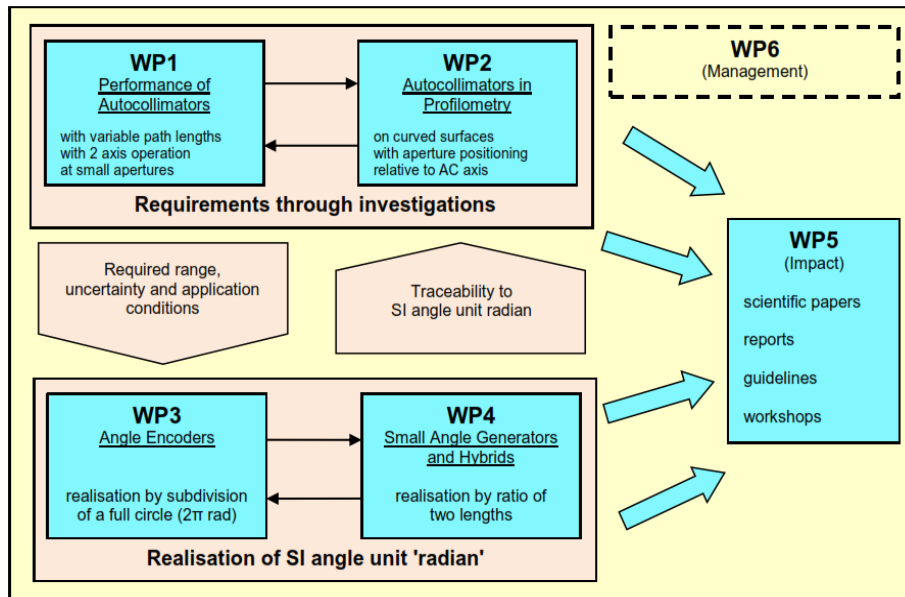 WP1
Performance of
Autocollimators
with variable path lengths
with 2 axis operation
at small apertures
WP2
Autocollimators in
Profilometry
on curved surfaces
with aperture positioning
relative to AC axis
Requirements through investigations
WP6
(Management)
Required range,
uncertainty and application
conditions
Traceability to
SI angle unit radian
WP5
(Impact)
scientific papers
reports
guidelines
workshops
WP3
Angle Encoders
realisation by subdivision
of a full circle (2π rad)
WP4
Small Angle Generators
and Hybrids
realisation by ratio of
two lengths
Realisation of SI angle unit 'radian'